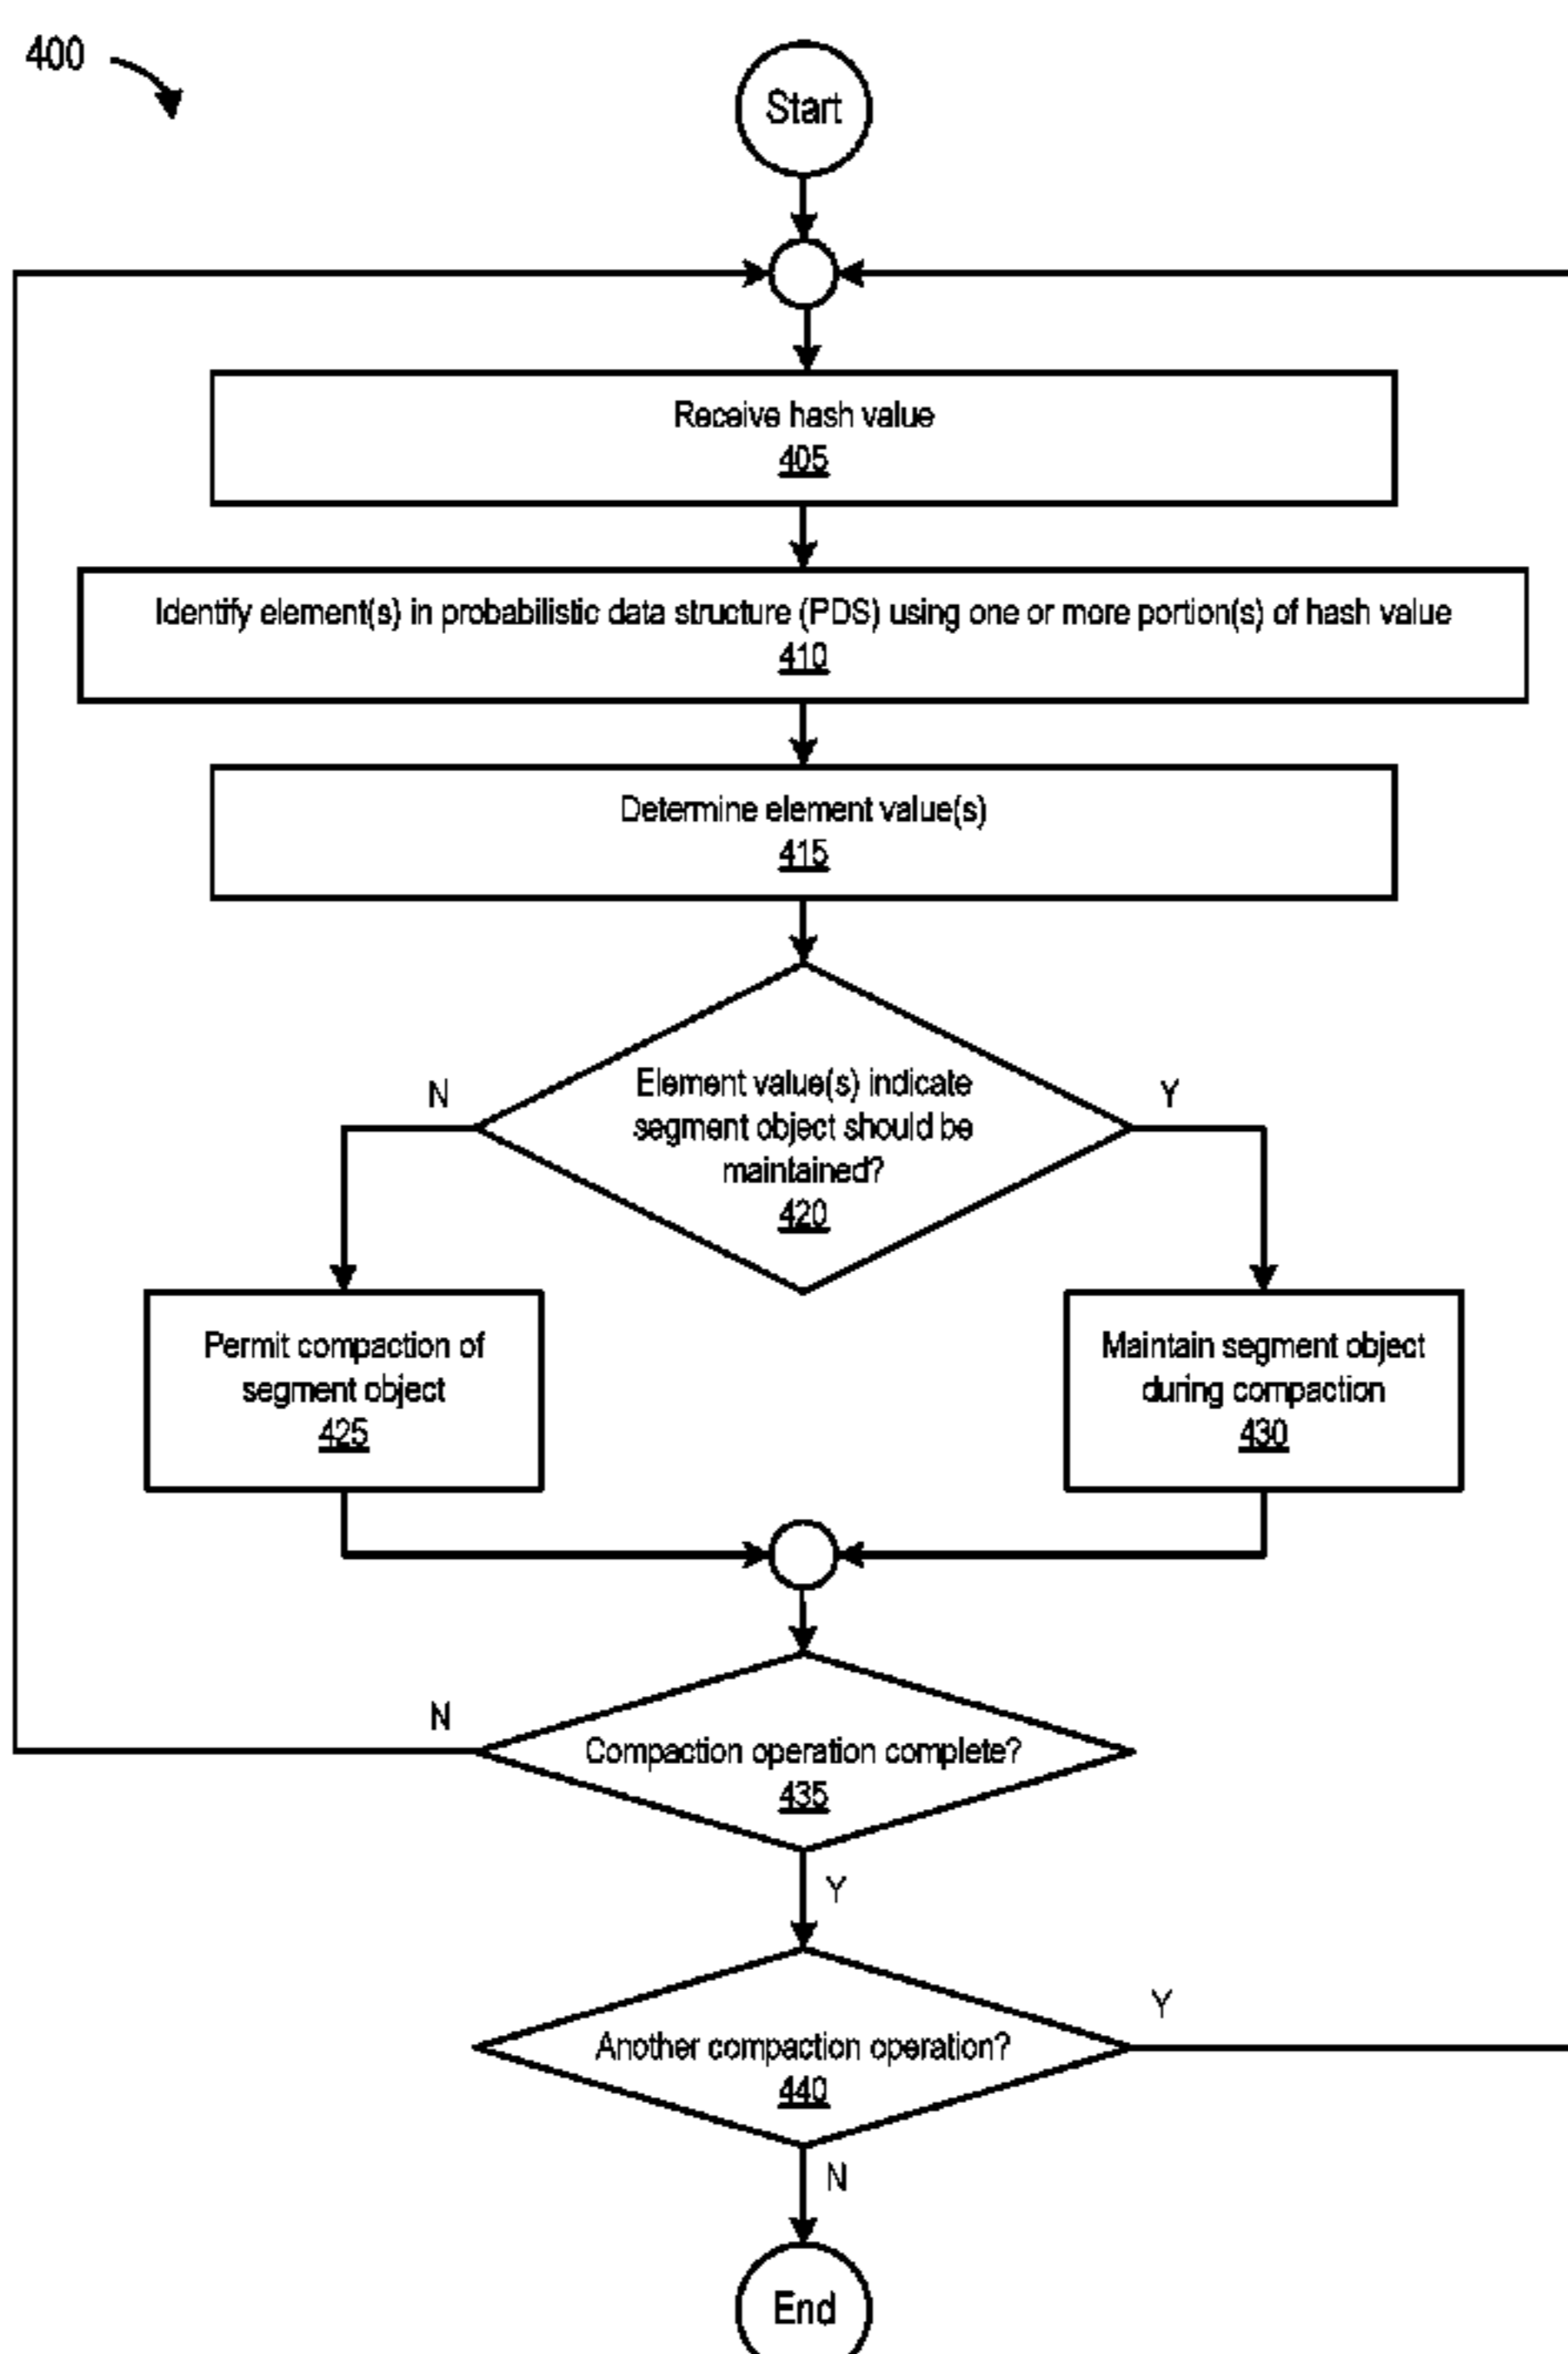 400
Start
Receive hash value
405
Identify element(s) in probabilistic data structure (PDS) using one or more portion(s) of hash value
410
Determine element value(s)
415
Element value(s) indicate
segment object should be
maintained?
420
N
Y
Permit compaction of
segment object
425
Maintain segment object
during compaction
430
Compaction operation complete?
435
N
Y
Another compaction operation?
440
Y
N
End